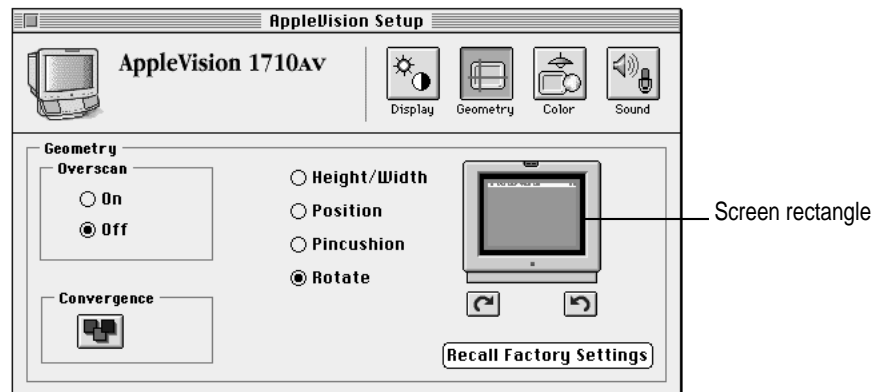 AppleVision Setup
AppleVision 1710AV
Display
Geometry
Color
Sound
Geometry
Overscan
On
Off
Height/Width
Position
Pincushion
Rotate
Screen rectangle
Convergence
Recall Factory Settings